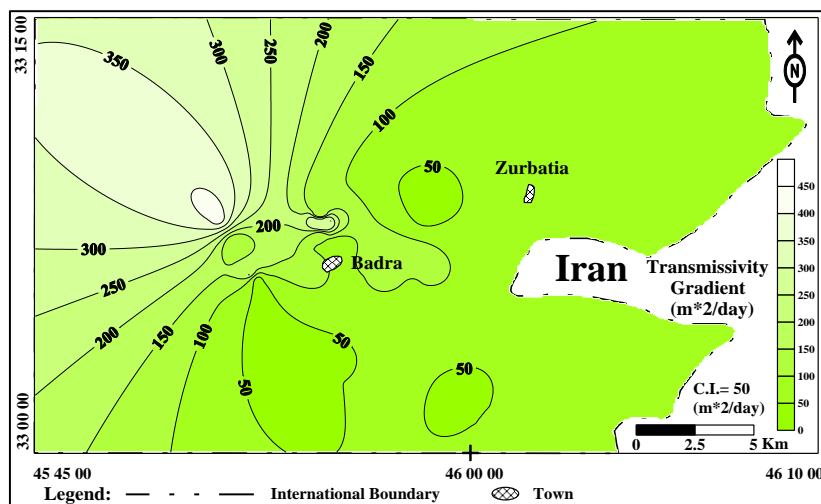 33 15 00
33 00 00
200
250
300
150
350
100
N
50
Zurbatia
200
Badra
300
250
200
150
100
50
50
50
Iran
Transmissivity
Gradient
(m*2/day)
450
400
350
300
250
200
150
100
50
0
C.I.= 50
(m*2/day)
0 2.5 5 Km
45 45 00
46 00 00
46 10 00
Legend: International Boundary Town